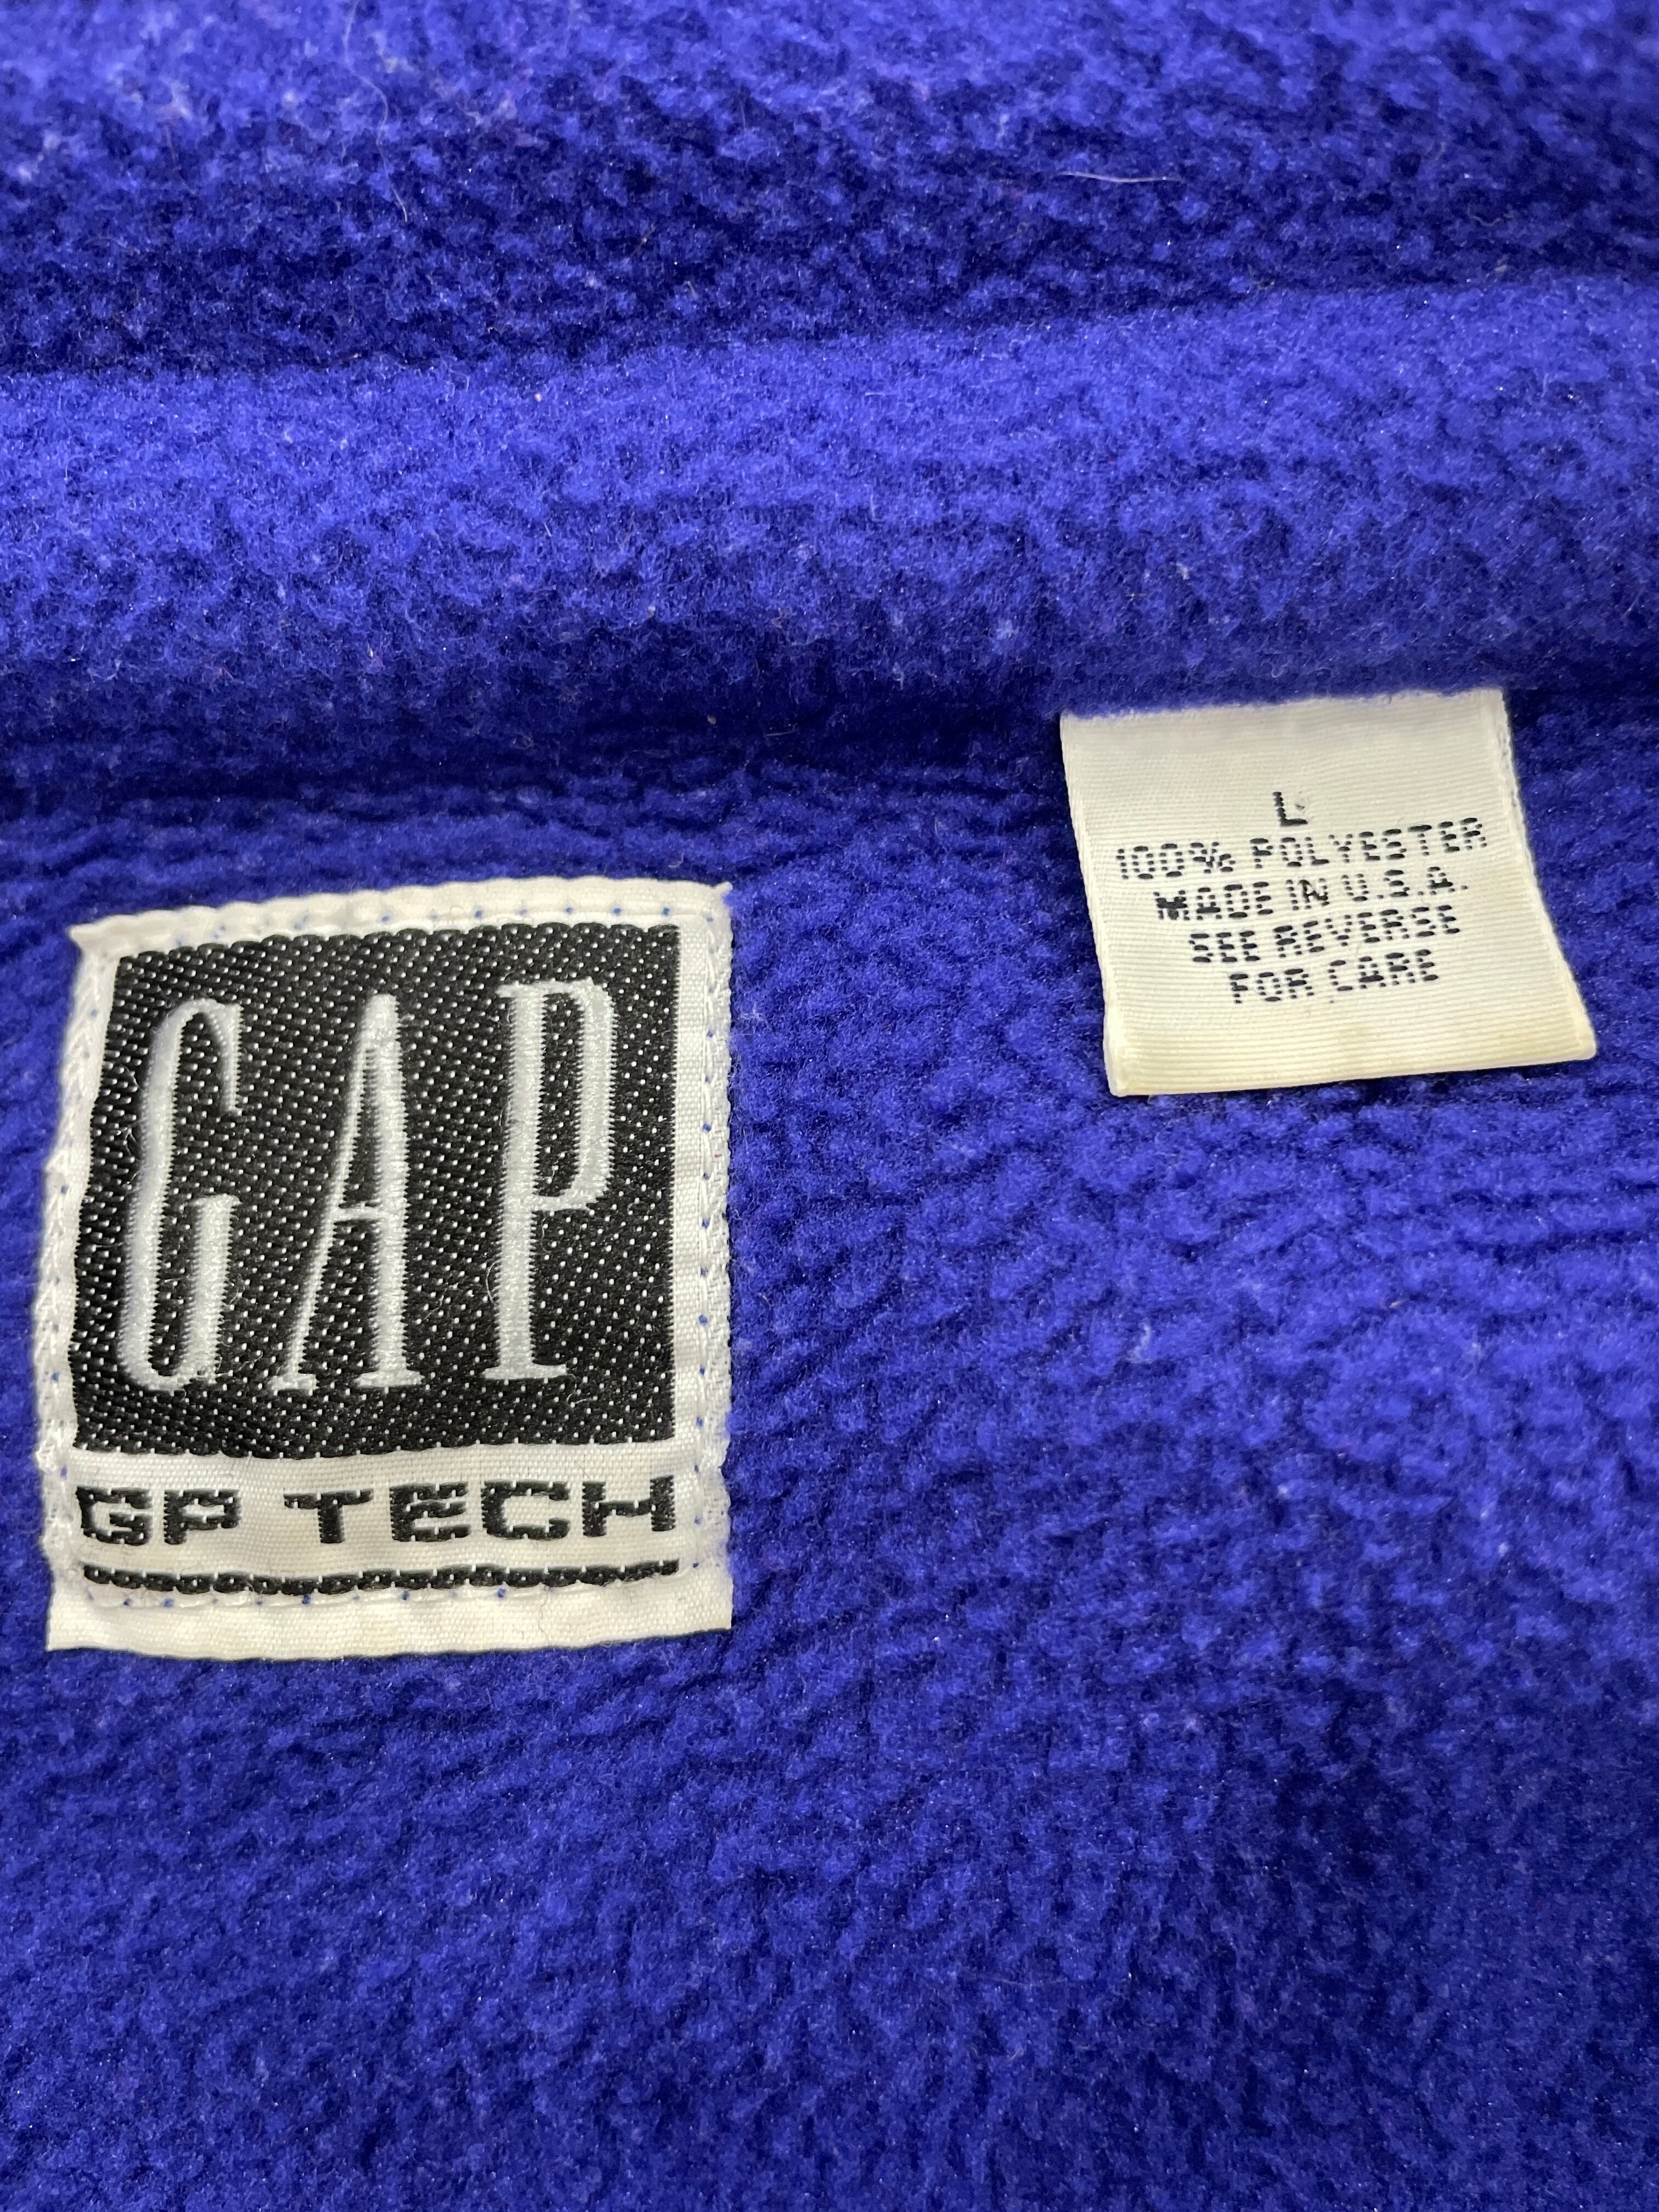 GAP
GP TECH
L
100% POLYESTER
MADE IN U.S.A.
SEE REVERSE
FOR CARE